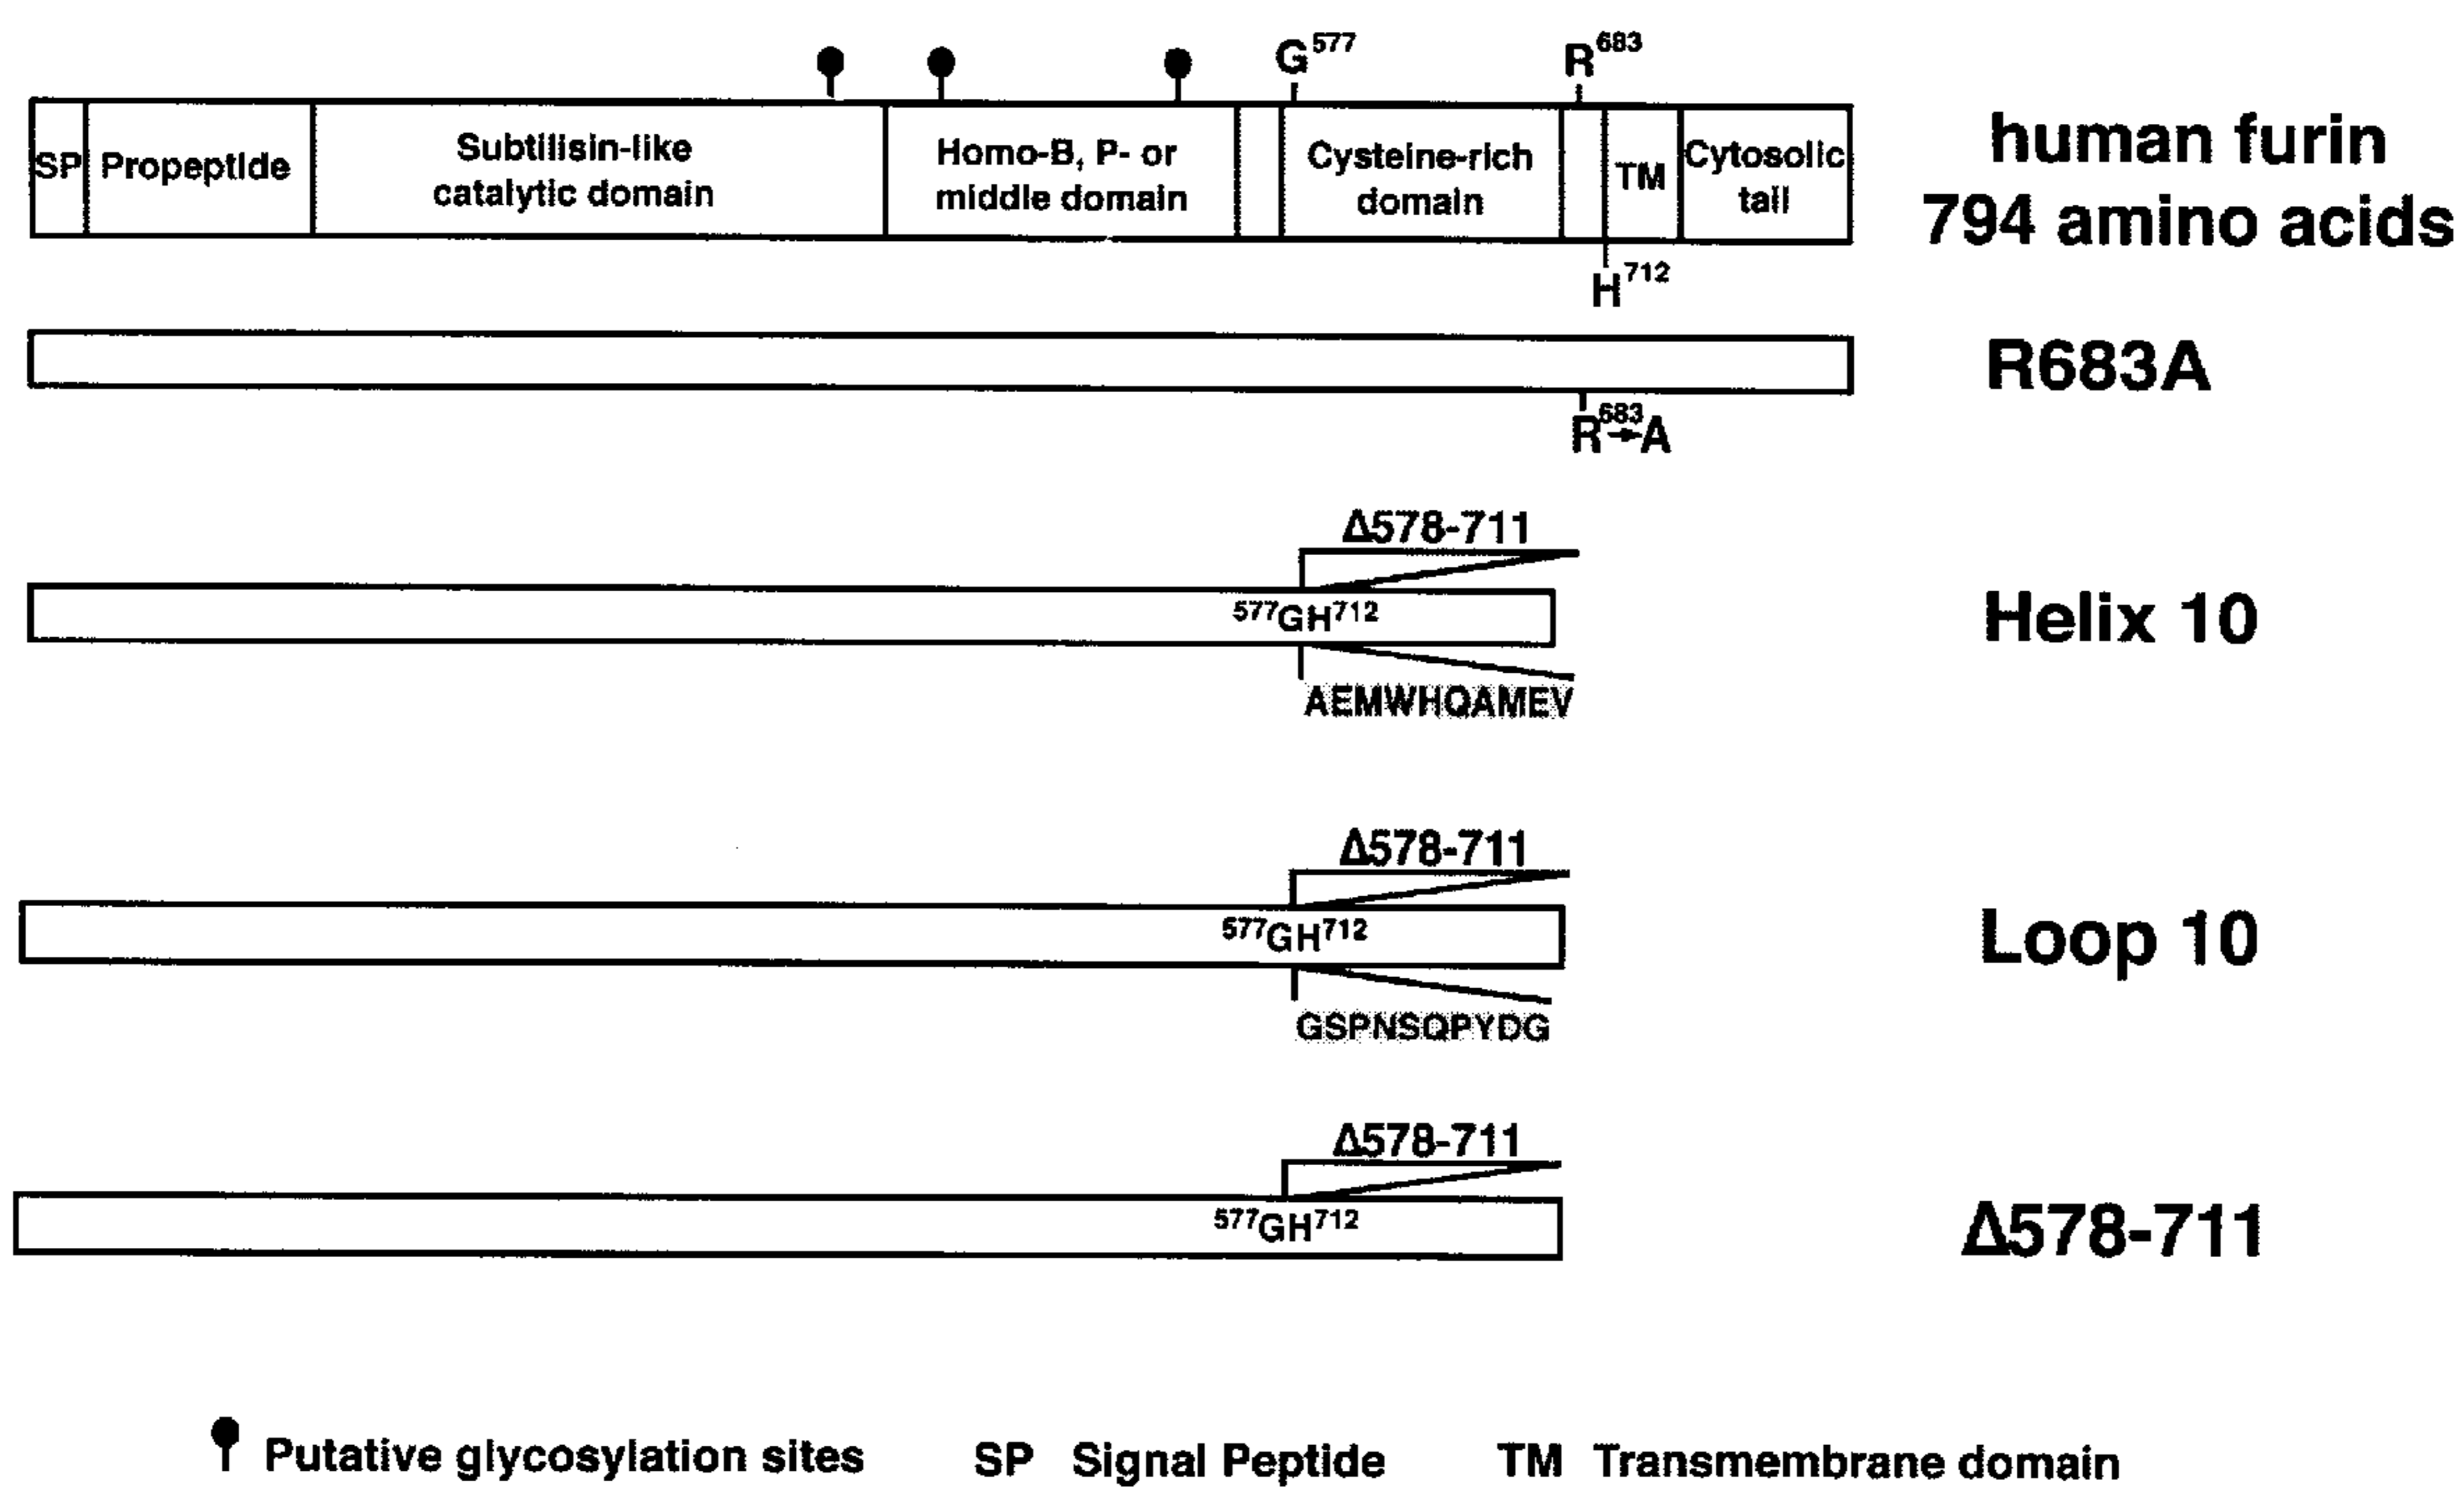 G577
R683
SP
Propeptide
Subtilisin-like
catalytic domain
Homo-B, P- or
middle domain
Cysteine-rich
domain
TM
Cytosolic
tail
human furin
794 amino acids
H712
R683A
683
R→A
Δ578-711
577GH712
Helix 10
AEMWHQAMEV
Δ578-711
577GH712
Loop 10
GSPNSQPYDG
Δ578-711
577GH712
Δ578-711
Putative glycosylation sites
SP Signal Peptide
TM Transmembrane domain